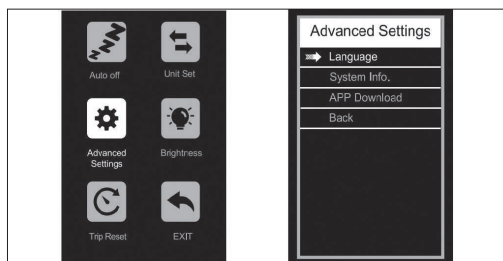 Auto off
Unit Set
Advanced
Settings
Brightness
Trip Reset
EXIT
Advanced Settings
Language
System Info.
APP Download
Back